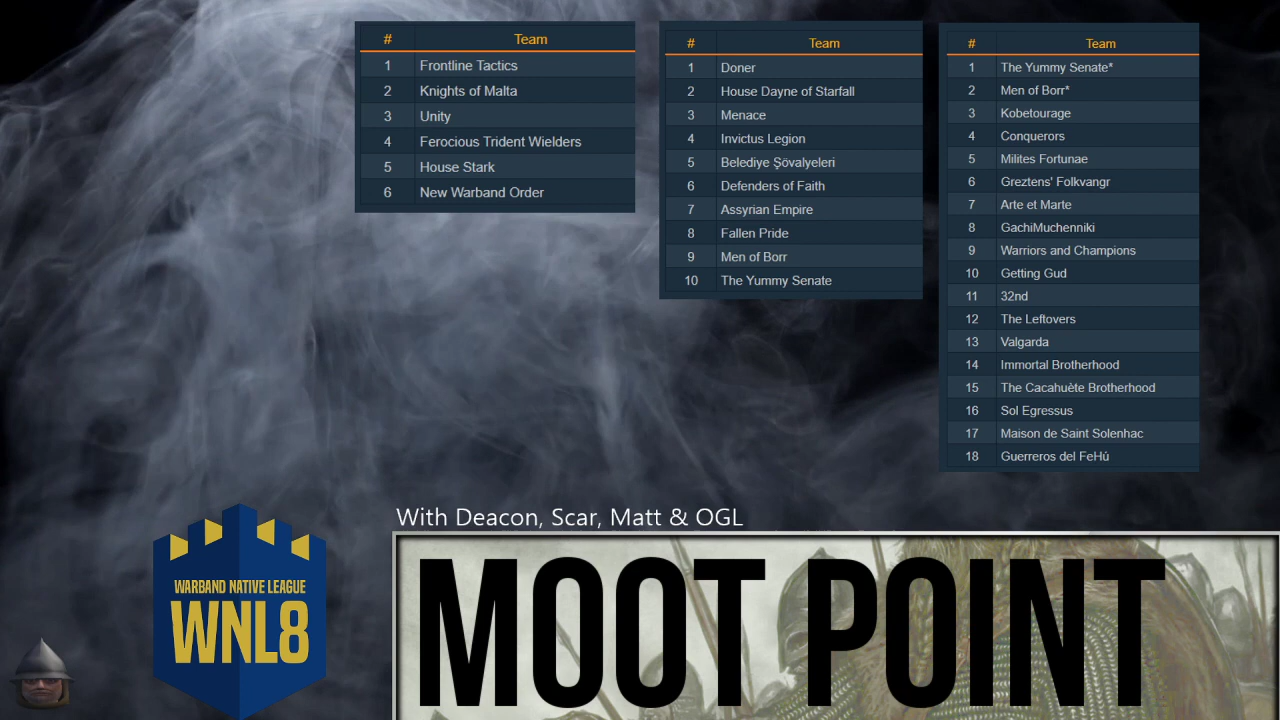 # Team
1 Frontline Tactics
2 Knights of Malta
3 Unity
4 Ferocious Trident Wielders
5 House Stark
6 New Warband Order
# Team
1 Doner
2 House Dayne of Starfall
3 Menace
4 Invictus Legion
5 Belediye Şövalyeleri
6 Defenders of Faith
7 Assyrian Empire
8 Fallen Pride
9 Men of Borr
10 The Yummy Senate
# Team
1 The Yummy Senate*
2 Men of Borr*
3 Kobetourage
4 Conquerors
5 Milites Fortunae
6 Greztens' Folkvangr
7 Arte et Marte
8 GachiMuchenniki
9 Warriors and Champions
10 Getting Gud
11 32nd
12 The Leftovers
13 Valgarda
14 Immortal Brotherhood
15 The Cacahuète Brotherhood
16 Sol Egressus
17 Maison de Saint Solenhac
18 Guerreros del FeHú
WARBAND NATIVE LEAGUE
WNL8
With Deacon, Scar, Matt & OGL
MOOT POINT